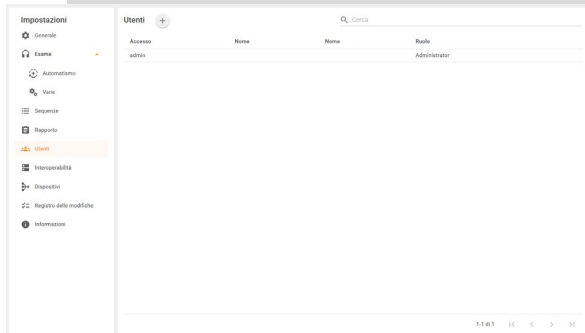 Impostazioni
Generale
Esame
Automatismo
Varie
Sequenze
Rapporto
Utenti
Interoperabilità
Dispositivi
Registro delle modifiche
Informazioni
Utenti +
Cerca
Accesso Nome Nome Ruolo
admin Administrator
1-1 di 1